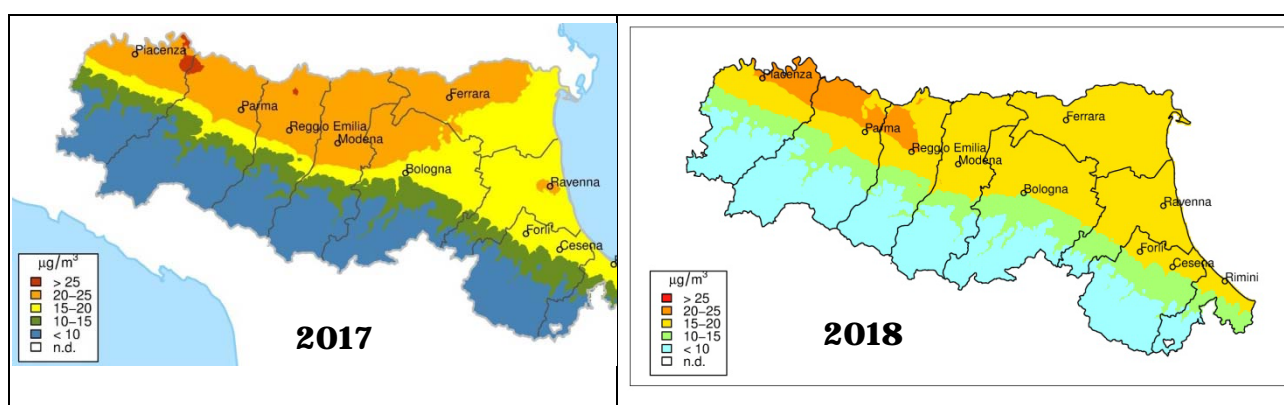 Piacenza
Parma
Reggio Emilia
Modena
Ferrara
Bologna
Ravenna
Forlì
Cesena
µg/m³
> 25
20–25
15–20
10–15
< 10
n.d.
2017
Piacenza
Parma
Reggio Emilia
Modena
Ferrara
Bologna
Ravenna
Forlì
Cesena
Rimini
µg/m³
> 25
20–25
15–20
10–15
< 10
n.d.
2018